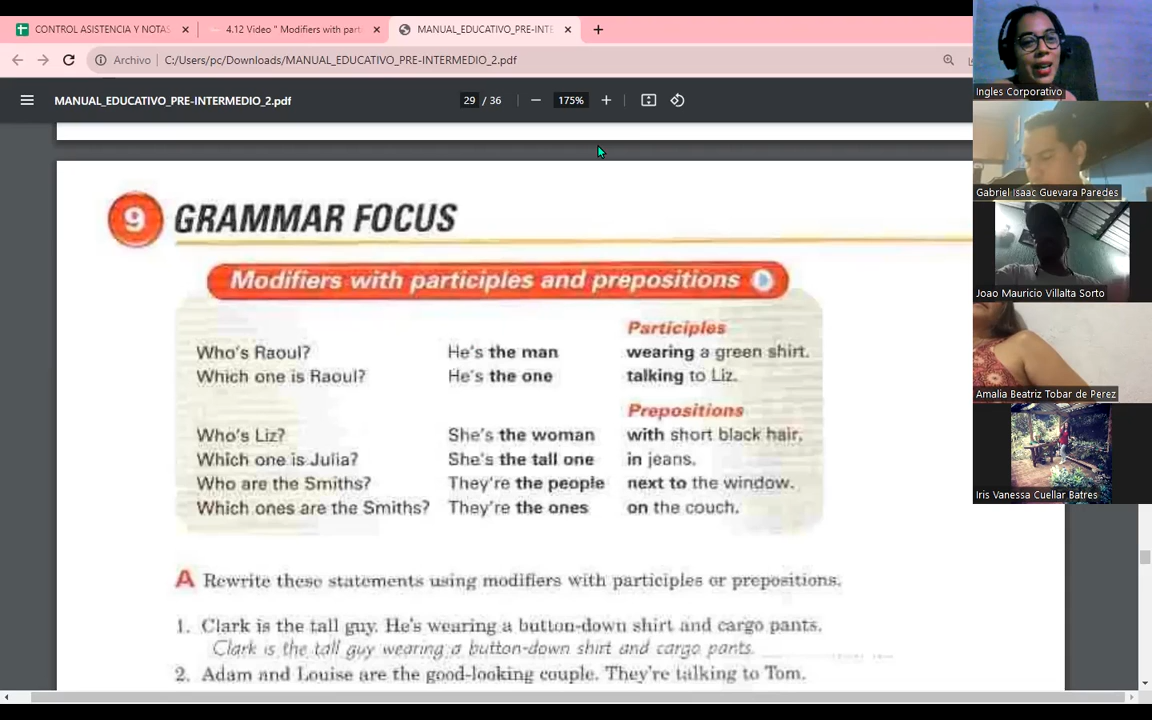 CONTROL ASISTENCIA Y NOTAS
4.12 Video " Modifiers with part
MANUAL_EDUCATIVO_PRE-INTE
Archivo
C:/Users/pc/Downloads/MANUAL_EDUCATIVO_PRE-INTERMEDIO_2.pdf
MANUAL_EDUCATIVO_PRE-INTERMEDIO_2.pdf
29 / 36
175%
9 GRAMMAR FOCUS
Modifiers with participles and prepositions
Participles
Who's Raoul? He's the man wearing a green shirt.
Which one is Raoul? He's the one talking to Liz.
Prepositions
Who's Liz? She's the woman with short black hair.
Which one is Julia? She's the tall one in jeans.
Who are the Smiths? They're the people next to the window.
Which ones are the Smiths? They're the ones on the couch.
A Rewrite these statements using modifiers with participles or prepositions.
1. Clark is the tall guy. He's wearing a button-down shirt and cargo pants.
Clark is the tall guy wearing a button-down shirt and cargo pants.
2. Adam and Louise are the good-looking couple. They're talking to Tom.
Ingles Corporativo
Gabriel Isaac Guevara Paredes
Joao Mauricio Villalta Sorto
Amalia Beatriz Tobar de Perez
Iris Vanessa Cuellar Batres